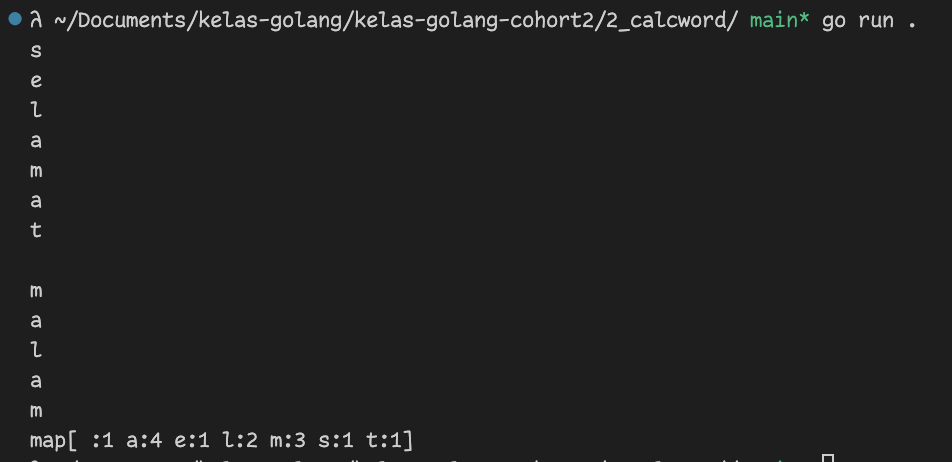 λ ~/Documents/kelas-golang/kelas-golang-cohort2/2_calcword/ main* go run .
s
e
l
a
m
a
t

m
a
l
a
m
map[ :1 a:4 e:1 l:2 m:3 s:1 t:1]